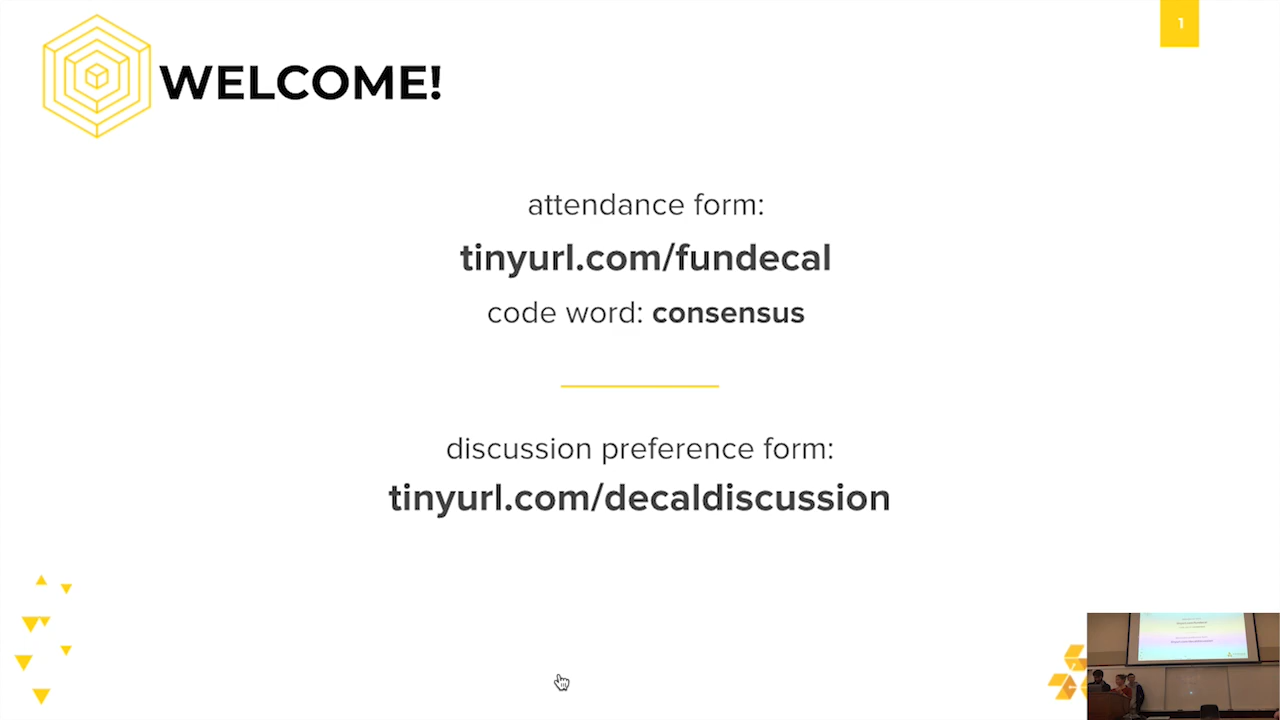 1
WELCOME!
attendance form:
tinyurl.com/fundecal
code word: consensus
discussion preference form:
tinyurl.com/decaldiscussion